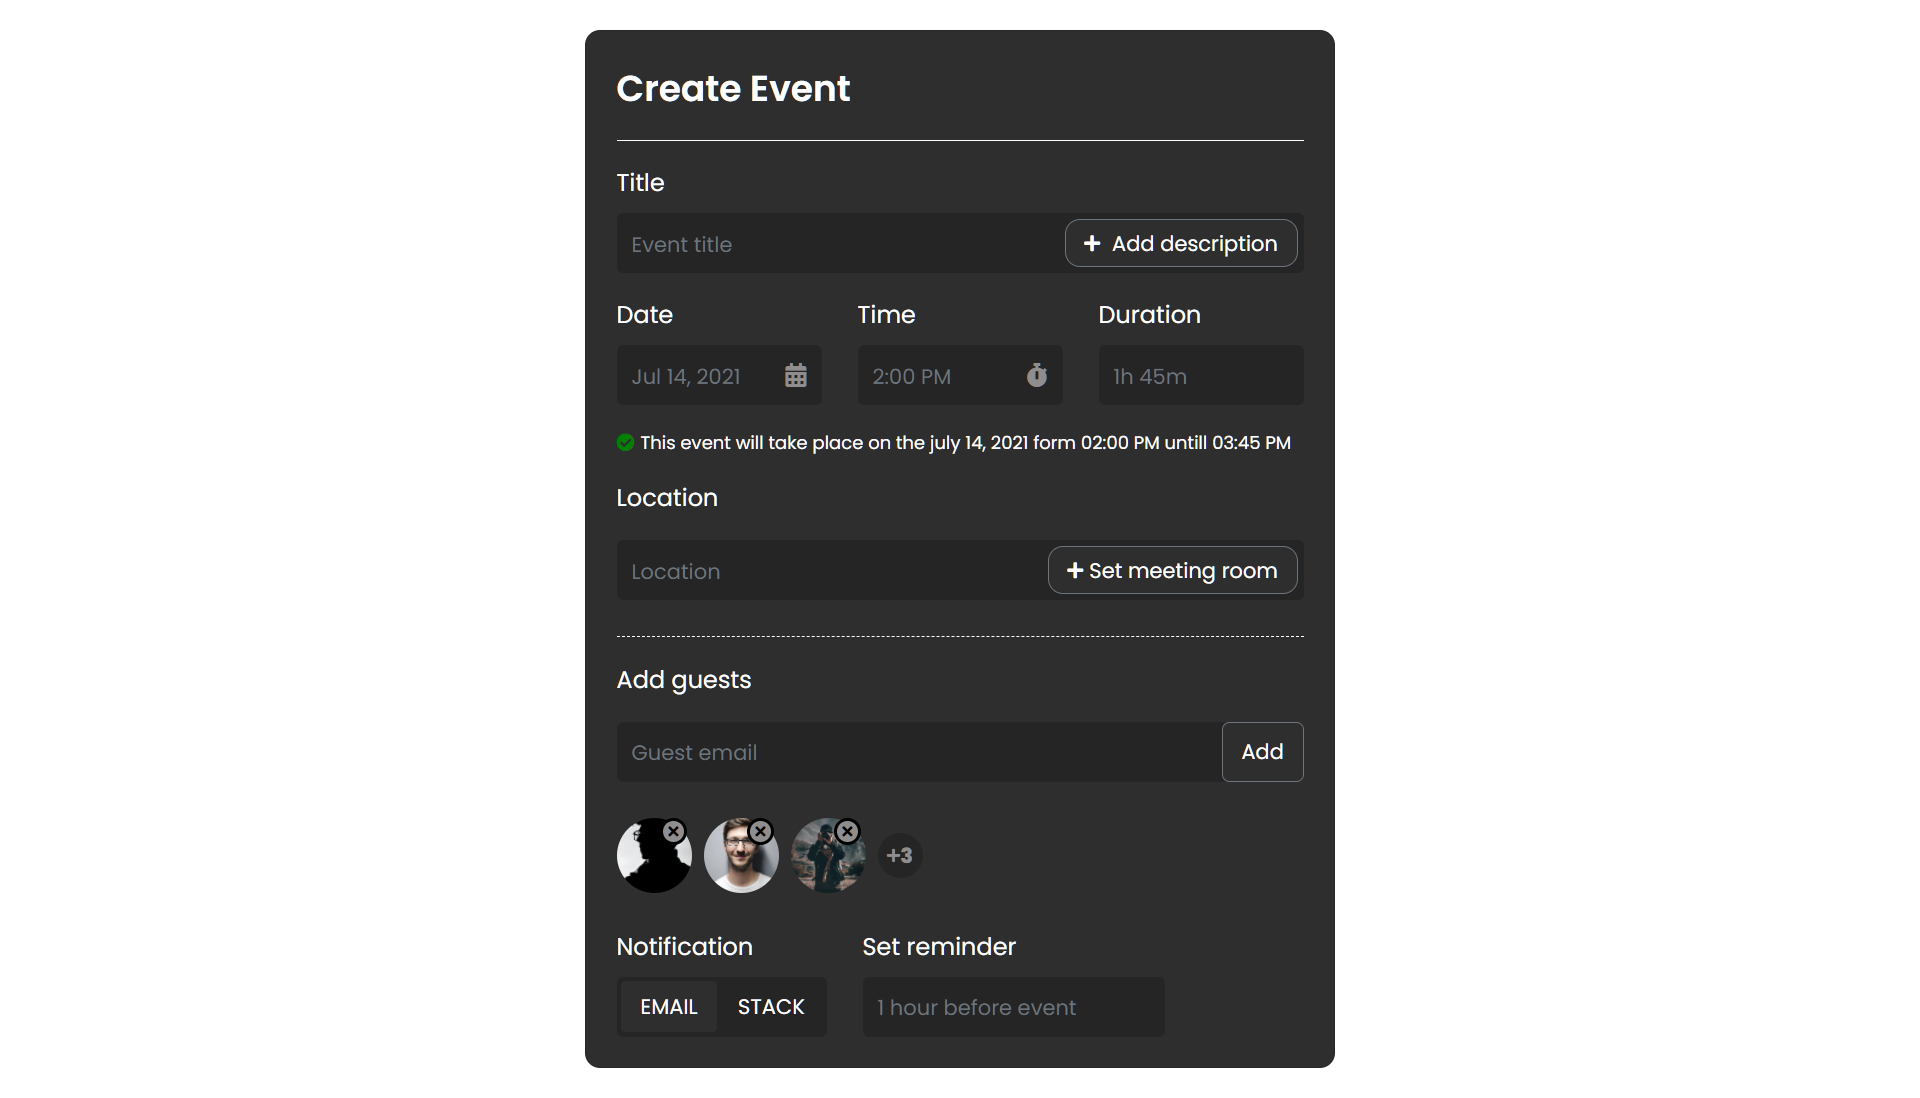 Create Event
Title
Event title
Add description
Date Time Duration
Jul 14, 2021 2:00 PM 1h 45m
This event will take place on the july 14, 2021 form 02:00 PM untill 03:45 PM
Location
Location
Set meeting room
Add guests
Guest email
Add
+3
Notification Set reminder
EMAIL STACK 1 hour before event